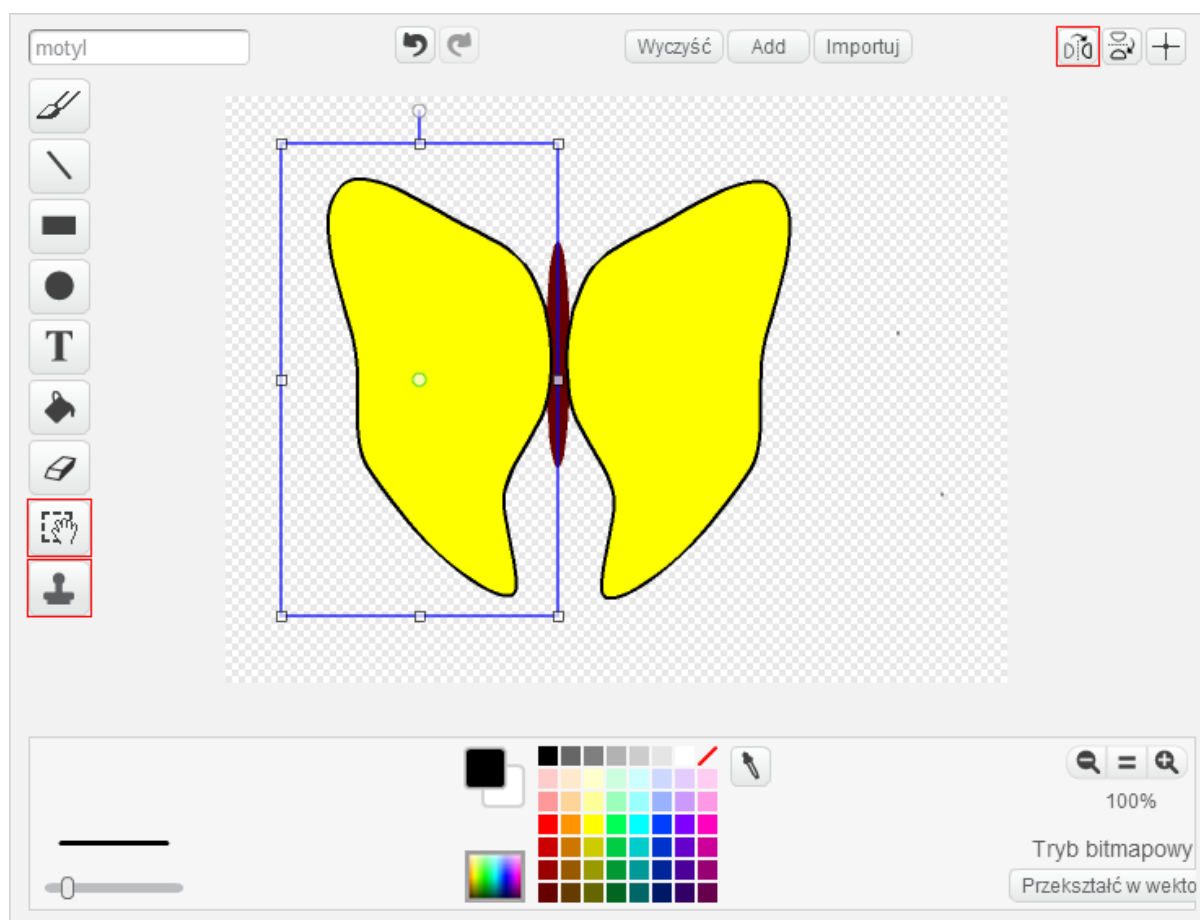 motyl
Wyczyść Add Importuj
T
100%
Tryb bitmapowy
Przekształć w wekto